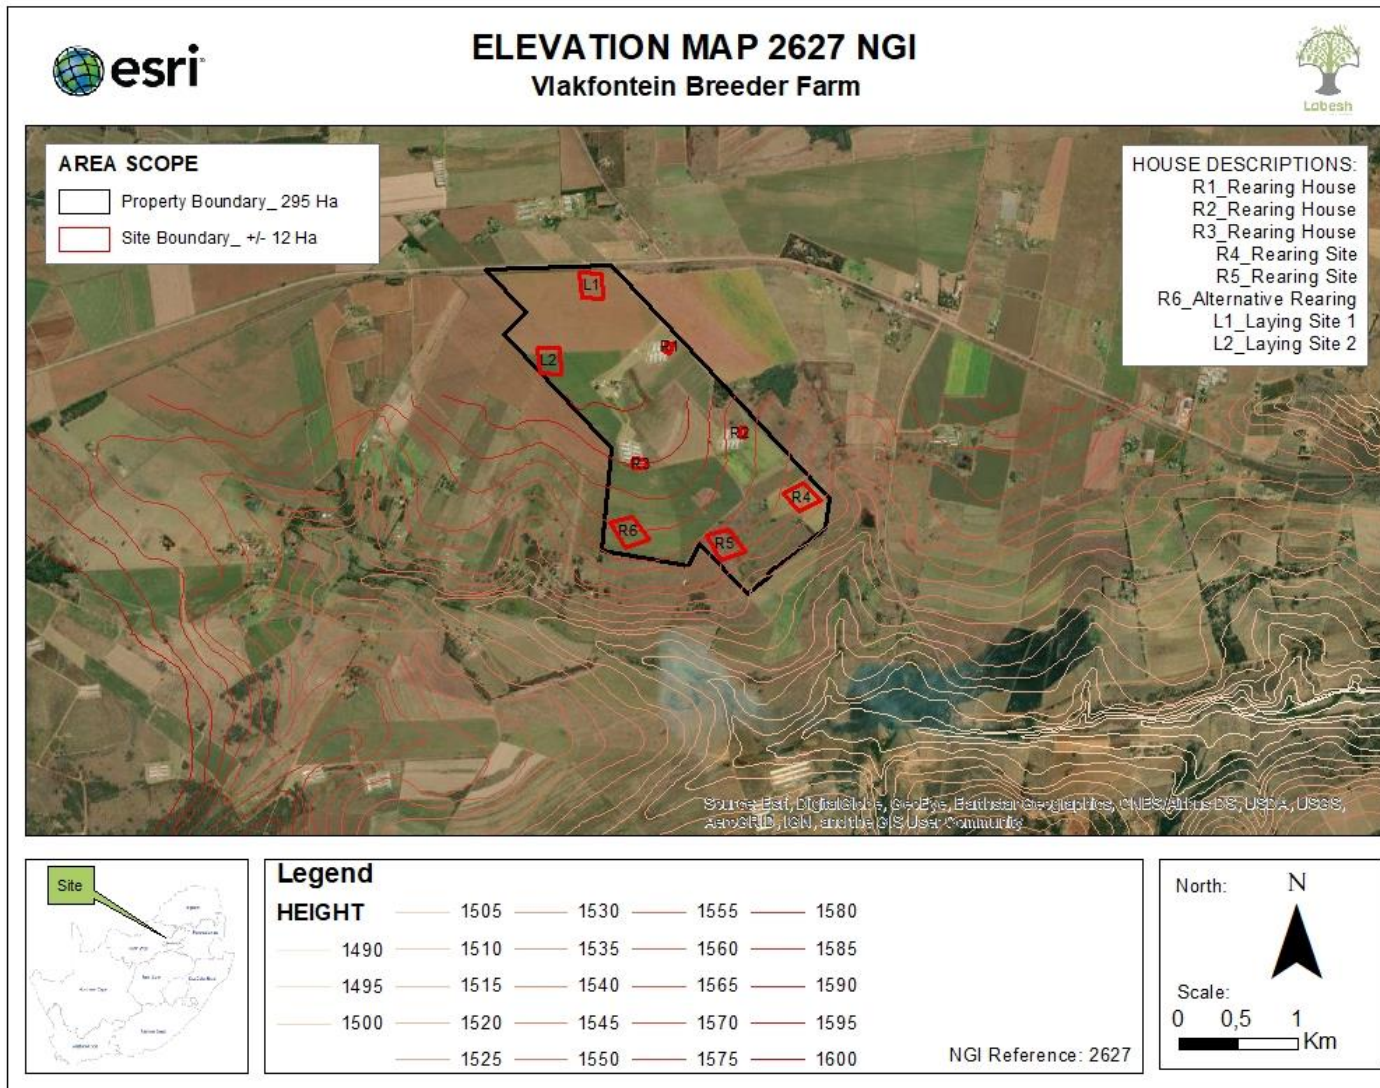 esri
ELEVATION MAP 2627 NGI
Vlakfontein Breeder Farm
Lobesh
AREA SCOPE
Property Boundary_ 295 Ha
Site Boundary_ +/- 12 Ha
HOUSE DESCRIPTIONS:
R1_Rearing House
R2_Rearing House
R3_Rearing House
R4_Rearing Site
R5_Rearing Site
R6_Alternative Rearing
L1_Laying Site 1
L2_Laying Site 2
L1
R1
L2
R2
R3
R4
R6
R5
Source: Esri, DigitalGlobe, GeoEye, Earthstar Geographics, CNES/Airbus DS, USDA, USGS,
AeroGRID, IGN, and the GIS User Community
Site
Legend
HEIGHT
1490
1495
1500
1505
1510
1515
1520
1525
1530
1535
1540
1545
1550
1555
1560
1565
1570
1575
1580
1585
1590
1595
1600
NGI Reference: 2627
North:
N
Scale:
0 0,5 1
Km